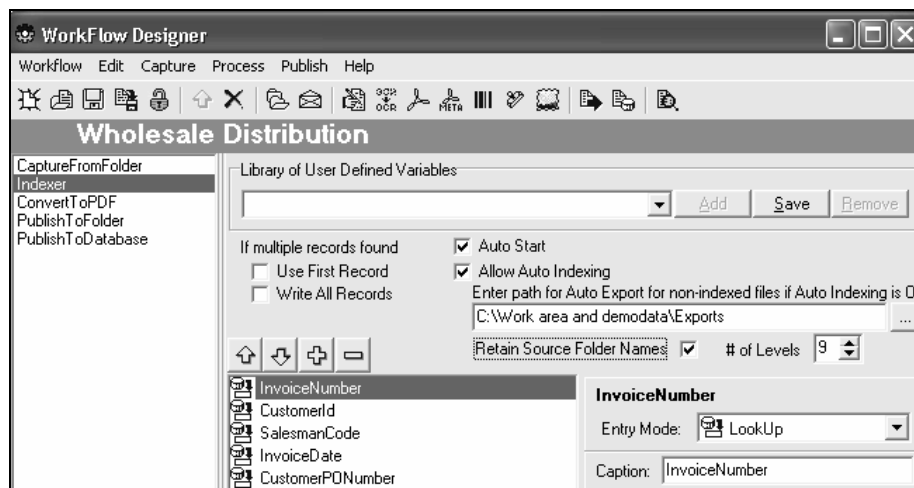 WorkFlow Designer
Workflow Edit Capture Process Publish Help
OCR META
Wholesale Distribution
CaptureFromFolder
Indexer
ConvertToPDF
PublishToFolder
PublishToDatabase
Library of User Defined Variables
Add Save Remove
If multiple records found
Use First Record
Write All Records
Auto Start
Allow Auto Indexing
Enter path for Auto Export for non-indexed files if Auto Indexing is O
C:\Work area and demodata\Exports
...
Retain Source Folder Names # of Levels 9
InvoiceNumber
CustomerId
SalesmanCode
InvoiceDate
CustomerPONumber
InvoiceNumber
Entry Mode: LookUp
Caption: InvoiceNumber